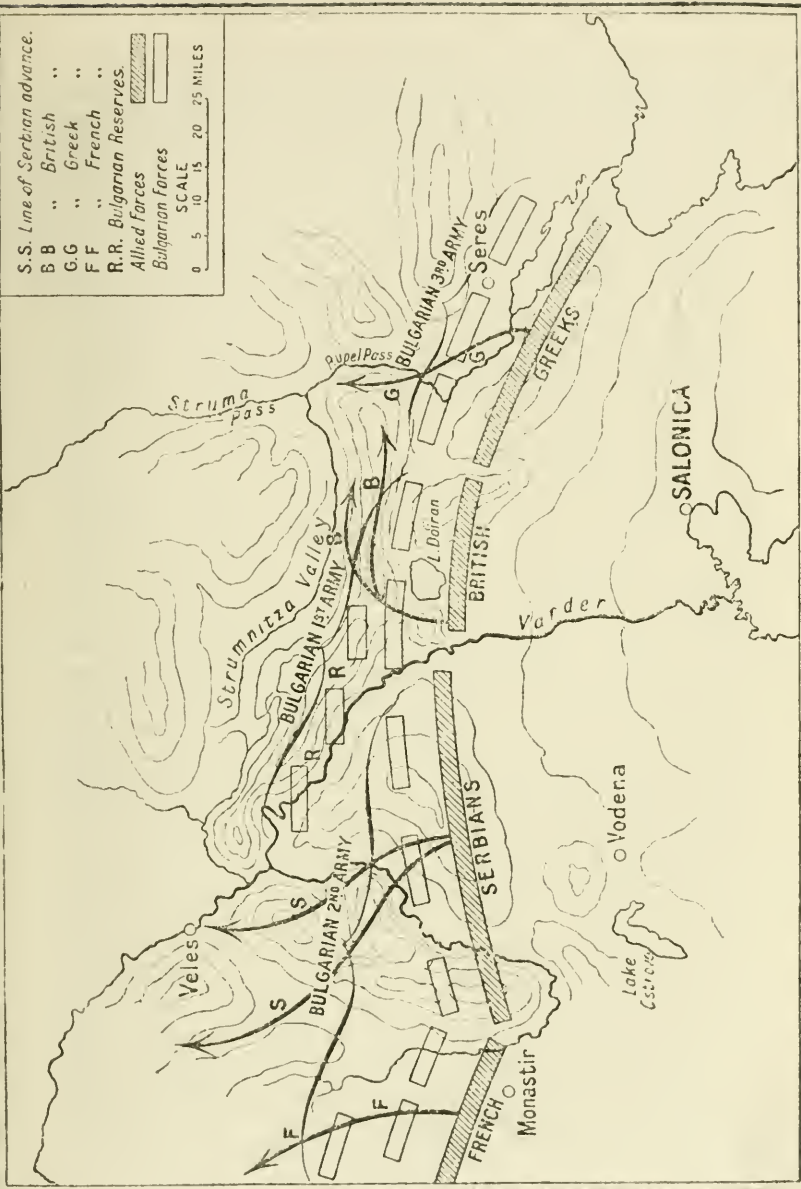 S.S. Line of Serbian advance.
B B „ British „
G.G „ Greek „
F F „ French „
R.R. Bulgarian Reserves.
Allied Forces
Bulgarian Forces
SCALE
0 5 10 15 20 25 MILES
Struma
Pass
Rupel Pass
BULGARIAN 3RD ARMY
Seres
G
G
GREEKS
Strumnitza Valley
BULGARIAN 1ST ARMY
B
B
L. Doiran
BRITISH
SALONICA
Varder
R
R
Veles
S
S
BULGARIAN 2ND ARMY
SERBIANS
Vodena
Lake
F
F
FRENCH
Monastir